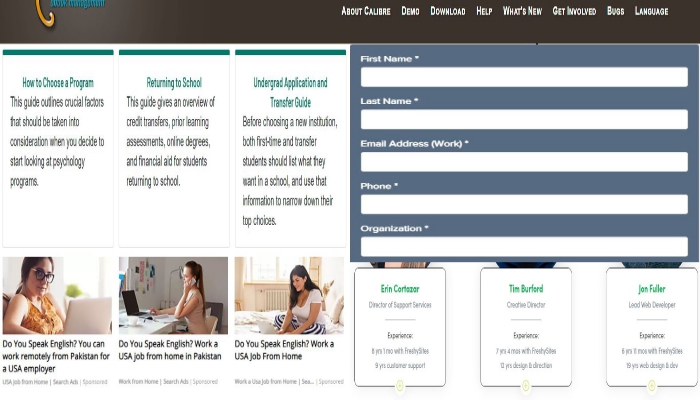 ebook management
About Calibre Demo Download Help What's New Get Involved Bugs Language
How to Choose a Program
This guide outlines crucial factors
that should be taken into
consideration when you decide to
start looking at psychology
programs.
Returning to School
This guide gives an overview of
credit transfers, prior learning
assessments, online degrees,
and financial aid for students
returning to school.
Undergrad Application and
Transfer Guide
Before choosing a new institution,
both first-time and transfer
students should list what they
want in a school, and use that
information to narrow down their
top choices.
First Name *
Last Name *
Email Address (Work) *
Phone *
Organization *
Do You Speak English? You can
work remotely from Pakistan for
a USA employer
USA Job from Home | Search Ads | Sponsored
Do You Speak English? Work a
USA job from home in Pakistan
Work from Home | Search Ads | Sponsored
Do You Speak English? Work a
USA Job From Home
Work a Usa Job from Home | Sea... | Sponsored
Erin Cortazar
Director of Support Services
Experience:
6 yrs 1 mo with FreshySites
9 yrs customer support
Tim Burford
Creative Director
Experience:
7 yrs 4 mos with FreshySites
12 yrs design & direction
Jon Fuller
Lead Web Developer
Experience:
6 yrs 11 mos with FreshySites
19 yrs web design & dev